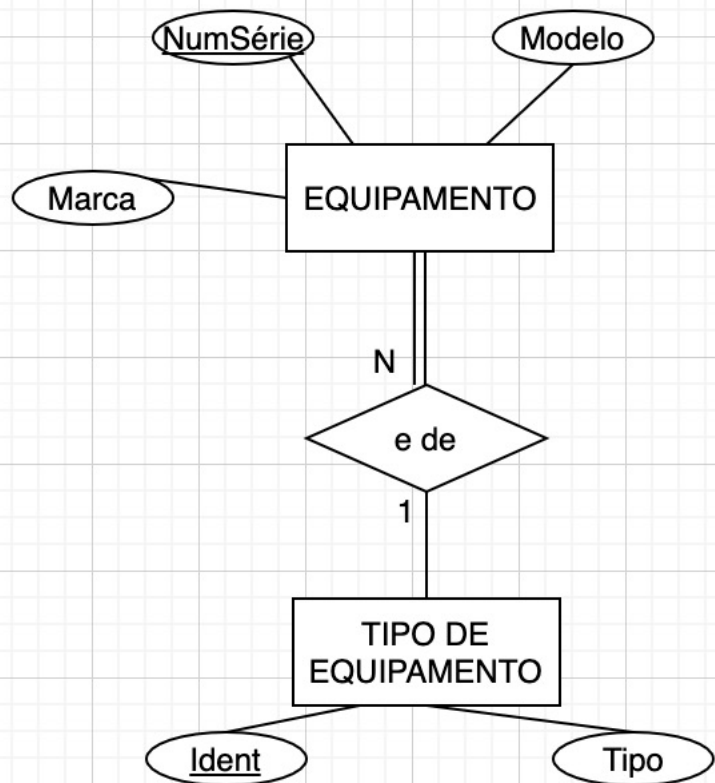 NumSérie
Modelo
Marca
EQUIPAMENTO
N
e de
1
TIPO DE
EQUIPAMENTO
Ident
Tipo